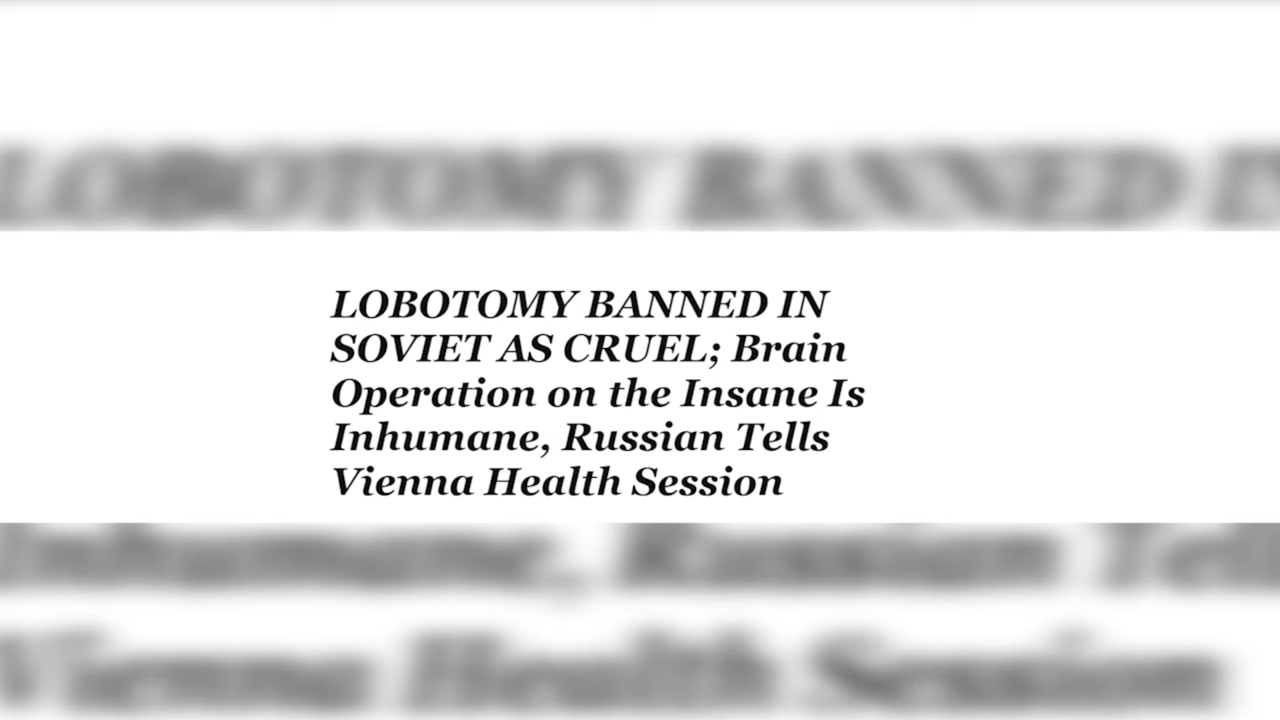 LOBOTOMY BANNED IN
SOVIET AS CRUEL; Brain
Operation on the Insane Is
Inhumane, Russian Tells
Vienna Health Session